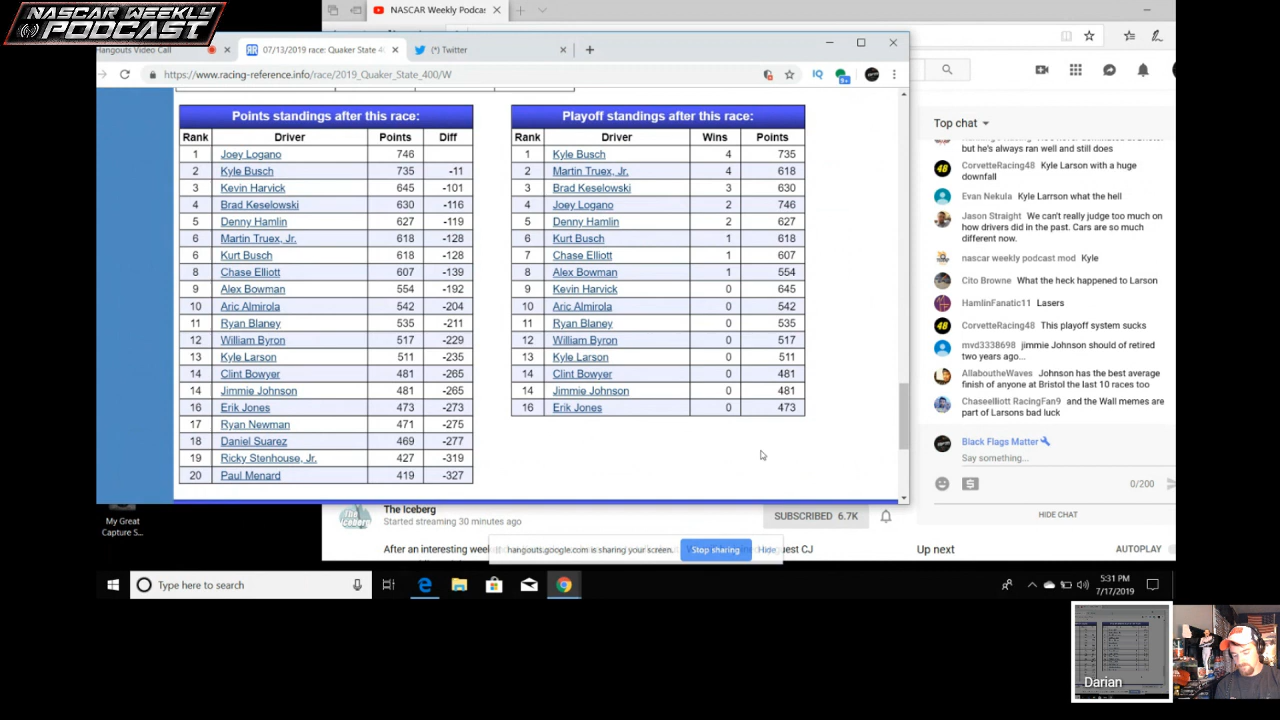 NASCAR WEEKLY
PODCAST
NASCAR Weekly Podcas
Hangouts Video Call
07/13/2019 race: Quaker State 4
(*) Twitter
https://www.racing-reference.info/race/2019_Quaker_State_400/W
IQ
9+
Points standings after this race:
Rank Driver Points Diff
1 Joey Logano 746
2 Kyle Busch 735 -11
3 Kevin Harvick 645 -101
4 Brad Keselowski 630 -116
5 Denny Hamlin 627 -119
6 Martin Truex, Jr. 618 -128
6 Kurt Busch 618 -128
8 Chase Elliott 607 -139
9 Alex Bowman 554 -192
10 Aric Almirola 542 -204
11 Ryan Blaney 535 -211
12 William Byron 517 -229
13 Kyle Larson 511 -235
14 Clint Bowyer 481 -265
14 Jimmie Johnson 481 -265
16 Erik Jones 473 -273
17 Ryan Newman 471 -275
18 Daniel Suarez 469 -277
19 Ricky Stenhouse, Jr. 427 -319
20 Paul Menard 419 -327
Playoff standings after this race:
Rank Driver Wins Points
1 Kyle Busch 4 735
2 Martin Truex, Jr. 4 618
3 Brad Keselowski 3 630
4 Joey Logano 2 746
5 Denny Hamlin 2 627
6 Kurt Busch 1 618
7 Chase Elliott 1 607
8 Alex Bowman 1 554
9 Kevin Harvick 0 645
10 Aric Almirola 0 542
11 Ryan Blaney 0 535
12 William Byron 0 517
13 Kyle Larson 0 511
14 Clint Bowyer 0 481
14 Jimmie Johnson 0 481
16 Erik Jones 0 473
Top chat
but he's always ran well and still does
CorvetteRacing48 Kyle Larson with a huge
downfall
Evan Nekula Kyle Larrson what the hell
Jason Straight We can't really judge too much on
how drivers did in the past. Cars are so much
different now.
nascar weekly podcast mod Kyle
Cito Browne What the heck happened to Larson
HamlinFanatic11 Lasers
CorvetteRacing48 This playoff system sucks
mvd3338698 jimmie Johnson should of retired
two years ago...
AllaboutheWaves Johnson has the best average
finish of anyone at Bristol the last 10 races too
Chaseelliott RacingFan9 and the Wall memes are
part of Larsons bad luck
Black Flags Matter
Say something...
0/200
HIDE CHAT
The Iceberg
Started streaming 30 minutes ago
SUBSCRIBED 6.7K
After an interesting week
uest CJ
hangouts.google.com is sharing your screen. Stop sharing Hide
Up next AUTOPLAY
My Great
Capture S...
Type here to search
5:31 PM
7/17/2019
Darian